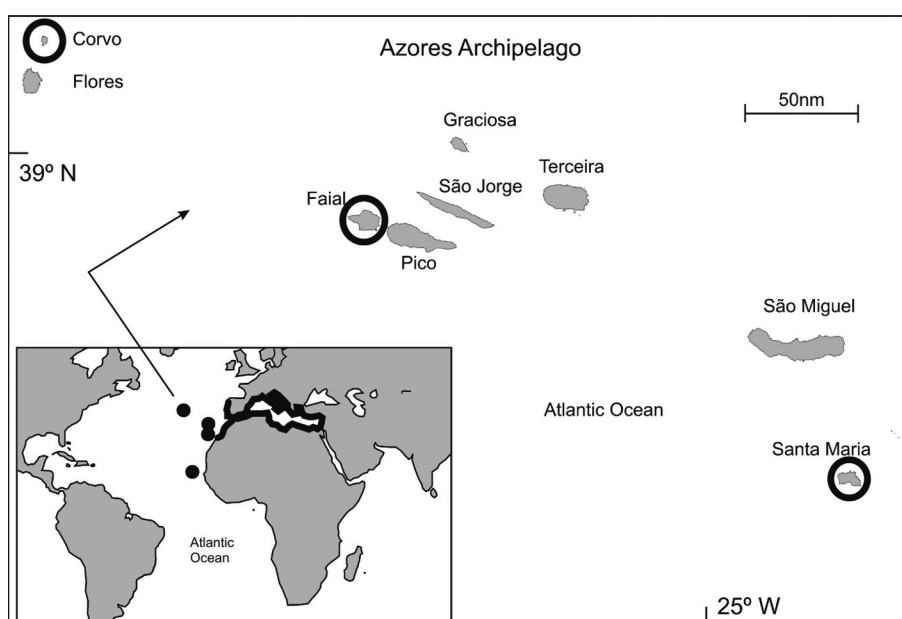 Corvo
Azores Archipelago
Flores
50nm
Graciosa
39º N
Terceira
São Jorge
Faial
Pico
São Miguel
Atlantic Ocean
Santa Maria
Atlantic
Ocean
25º W